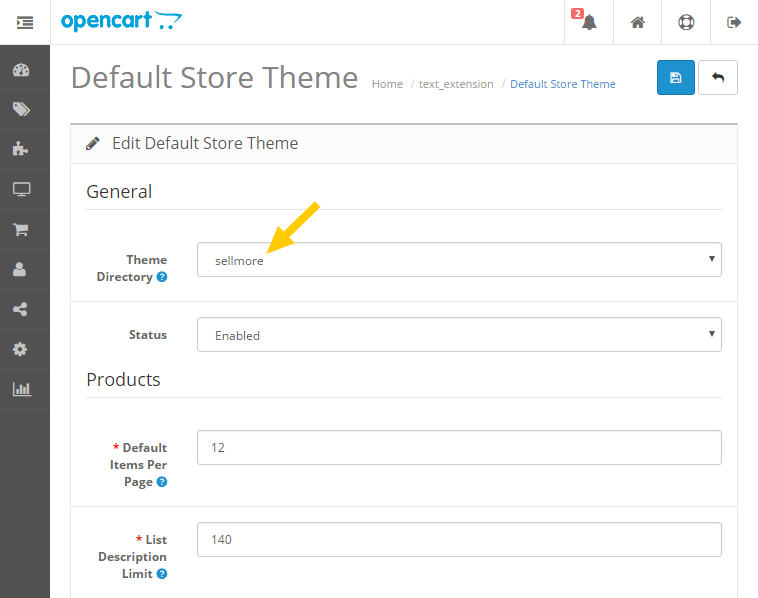 opencart
2
Default Store Theme
Home / text_extension / Default Store Theme
Edit Default Store Theme
General
Theme
Directory ?
sellmore
Status
Enabled
Products
* Default
Items Per
Page ?
12
* List
Description
Limit ?
140